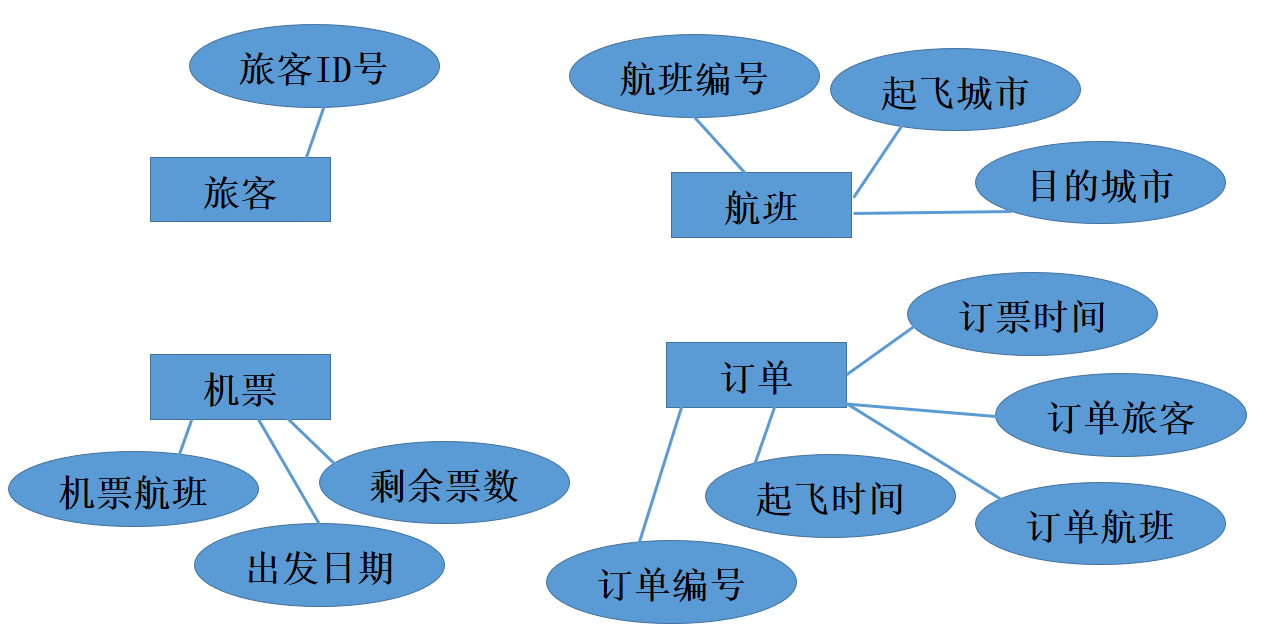 旅客ID号
旅客
航班编号
起飞城市
目的城市
航班
机票
机票航班
剩余票数
出发日期
订票时间
订单
订单旅客
起飞时间
订单航班
订单编号